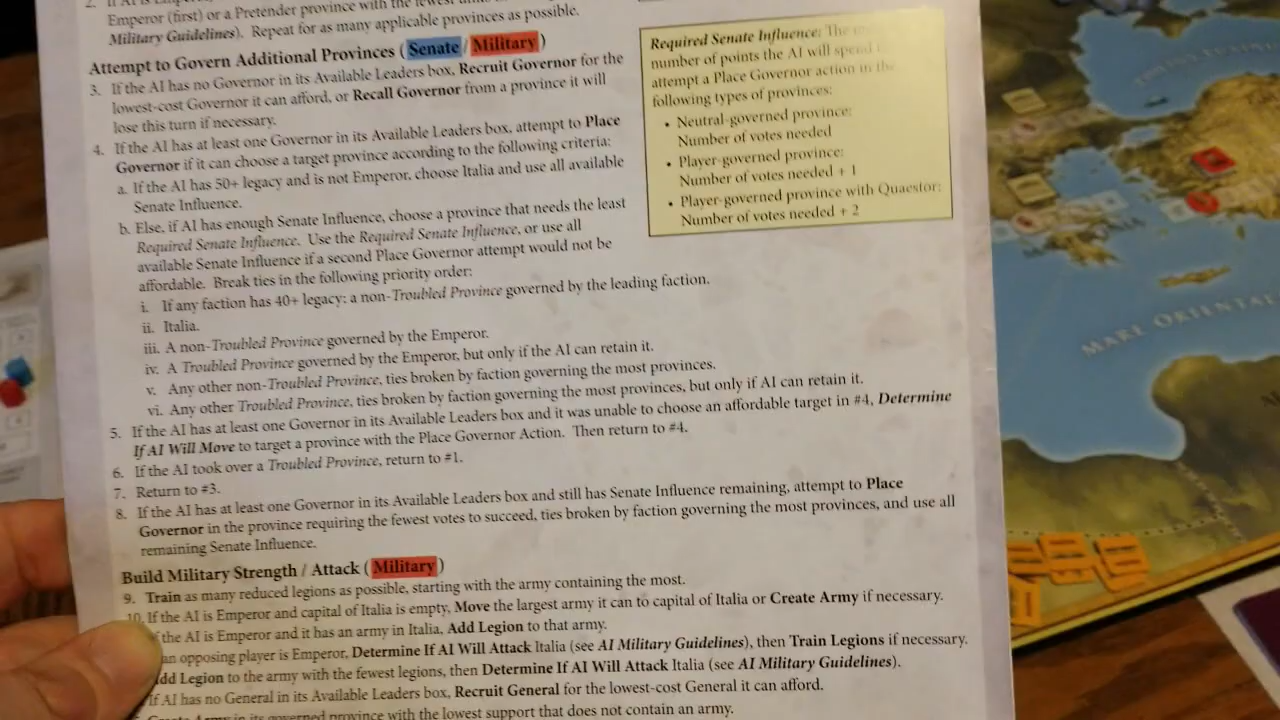 Emperor (first) or a Pretender province with the
Military Guidelines). Repeat for as many applicable provinces as possible.
Attempt to Govern Additional Provinces (Senate / Military)
3. If the AI has no Governor in its Available Leaders box, Recruit Governor for the
lowest-cost Governor it can afford, or Recall Governor from a province it will
lose this turn if necessary.
4. If the AI has at least one Governor in its Available Leaders box, attempt to Place
Governor if it can choose a target province according to the following criteria:
a. If the AI has 50+ legacy and is not Emperor, choose Italia and use all available
Senate Influence.
b. Else, if AI has enough Senate Influence, choose a province that needs the least
Required Senate Influence. Use the Required Senate Influence, or use all
available Senate Influence if a second Place Governor attempt would not be
affordable. Break ties in the following priority order:
i. If any faction has 40+ legacy: a non-Troubled Province governed by the leading faction.
ii. Italia.
iii. A non-Troubled Province governed by the Emperor.
iv. A Troubled Province governed by the Emperor, but only if the AI can retain it.
v. Any other non-Troubled Province, ties broken by faction governing the most provinces.
vi. Any other Troubled Province, ties broken by faction governing the most provinces, but only if AI can retain it.
5. If the AI has at least one Governor in its Available Leaders box and it was unable to choose an affordable target in #4, Determine
If AI Will Move to target a province with the Place Governor Action. Then return to #4.
6. If the AI took over a Troubled Province, return to #1.
7. Return to #3.
8. If the AI has at least one Governor in its Available Leaders box and still has Senate Influence remaining, attempt to Place
Governor in the province requiring the fewest votes to succeed, ties broken by faction governing the most provinces, and use all
remaining Senate Influence.
Build Military Strength / Attack (Military)
9. Train as many reduced legions as possible, starting with the army containing the most.
10. If the AI is Emperor and capital of Italia is empty, Move the largest army it can to capital of Italia or Create Army if necessary.
the AI is Emperor and it has an army in Italia, Add Legion to that army.
an opposing player is Emperor, Determine If AI Will Attack Italia (see AI Military Guidelines), then Train Legions if necessary.
dd Legion to the army with the fewest legions, then Determine If AI Will Attack Italia (see AI Military Guidelines).
If AI has no General in its Available Leaders box, Recruit General for the lowest-cost General it can afford.
Create Army in its governed province with the lowest support that does not contain an army.
Required Senate Influence: The
number of points the AI will spend
attempt a Place Governor action in the
following types of provinces:
• Neutral-governed province:
Number of votes needed
• Player-governed province:
Number of votes needed + 1
• Player-governed province with Quaestor:
Number of votes needed + 2
MARE ORIENTAL